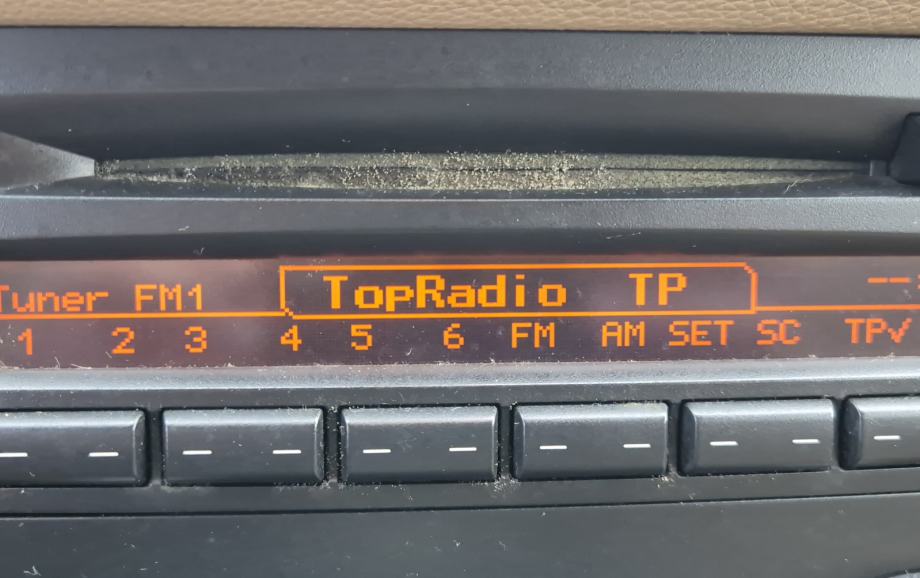 Tuner FM1 TopRadio TP --
1 2 3 4 5 6 FM AM SET SC TP√